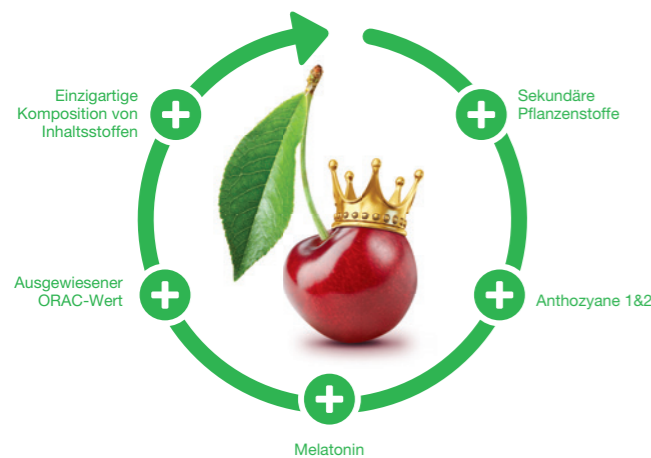 Einzigartige
Komposition von
Inhaltsstoffen
Sekundäre
Pflanzenstoffe
Ausgewiesener
ORAC-Wert
Anthozyane 1&2
Melatonin